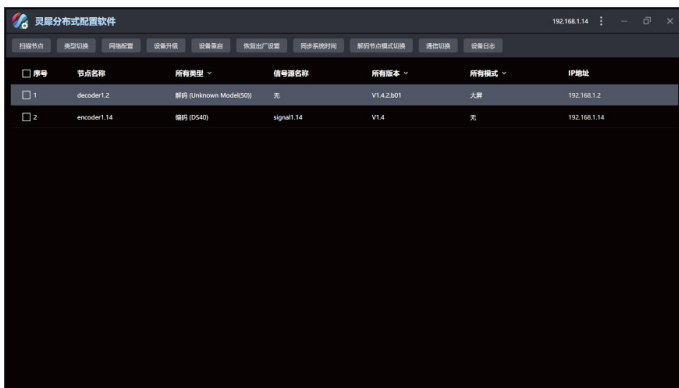 灵犀分布式配置软件 192.168.1.14
扫描节点 类型切换 网络配置 设备升级 设备重启 恢复出厂设置 同步系统时间 解码节点模式切换 通信切换 设备日志
序号 节点名称 所有类型 信号源名称 所有版本 所有模式 IP地址
1 decoder1.2 解码 (Unknown Model(50)) 无 V1.4.2.b01 大屏 192.168.1.2
2 encoder1.14 编码 (DS40) signal1.14 V1.4 无 192.168.1.14